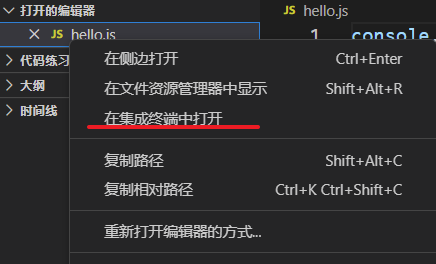 打开的编辑器
JS hello.js
JS hello.js
1 console.
代码练习
大纲
时间线
在侧边打开 Ctrl+Enter
在文件资源管理器中显示 Shift+Alt+R
在集成终端中打开
复制路径 Shift+Alt+C
复制相对路径 Ctrl+K Ctrl+Shift+C
重新打开编辑器的方式...